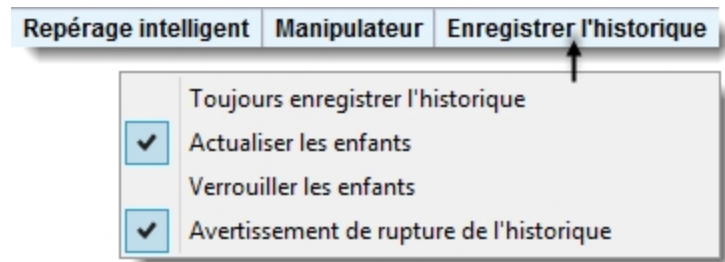 Repérage intelligent Manipulateur Enregistrer l'historique
Toujours enregistrer l'historique
Actualiser les enfants
Verrouiller les enfants
Avertissement de rupture de l'historique